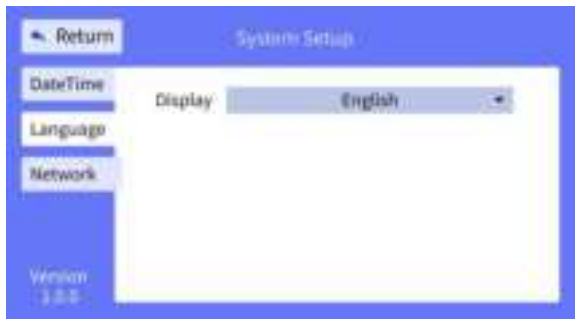 Return
System Setup
DateTime
Display
English
Language
Network
Version
1.0.0